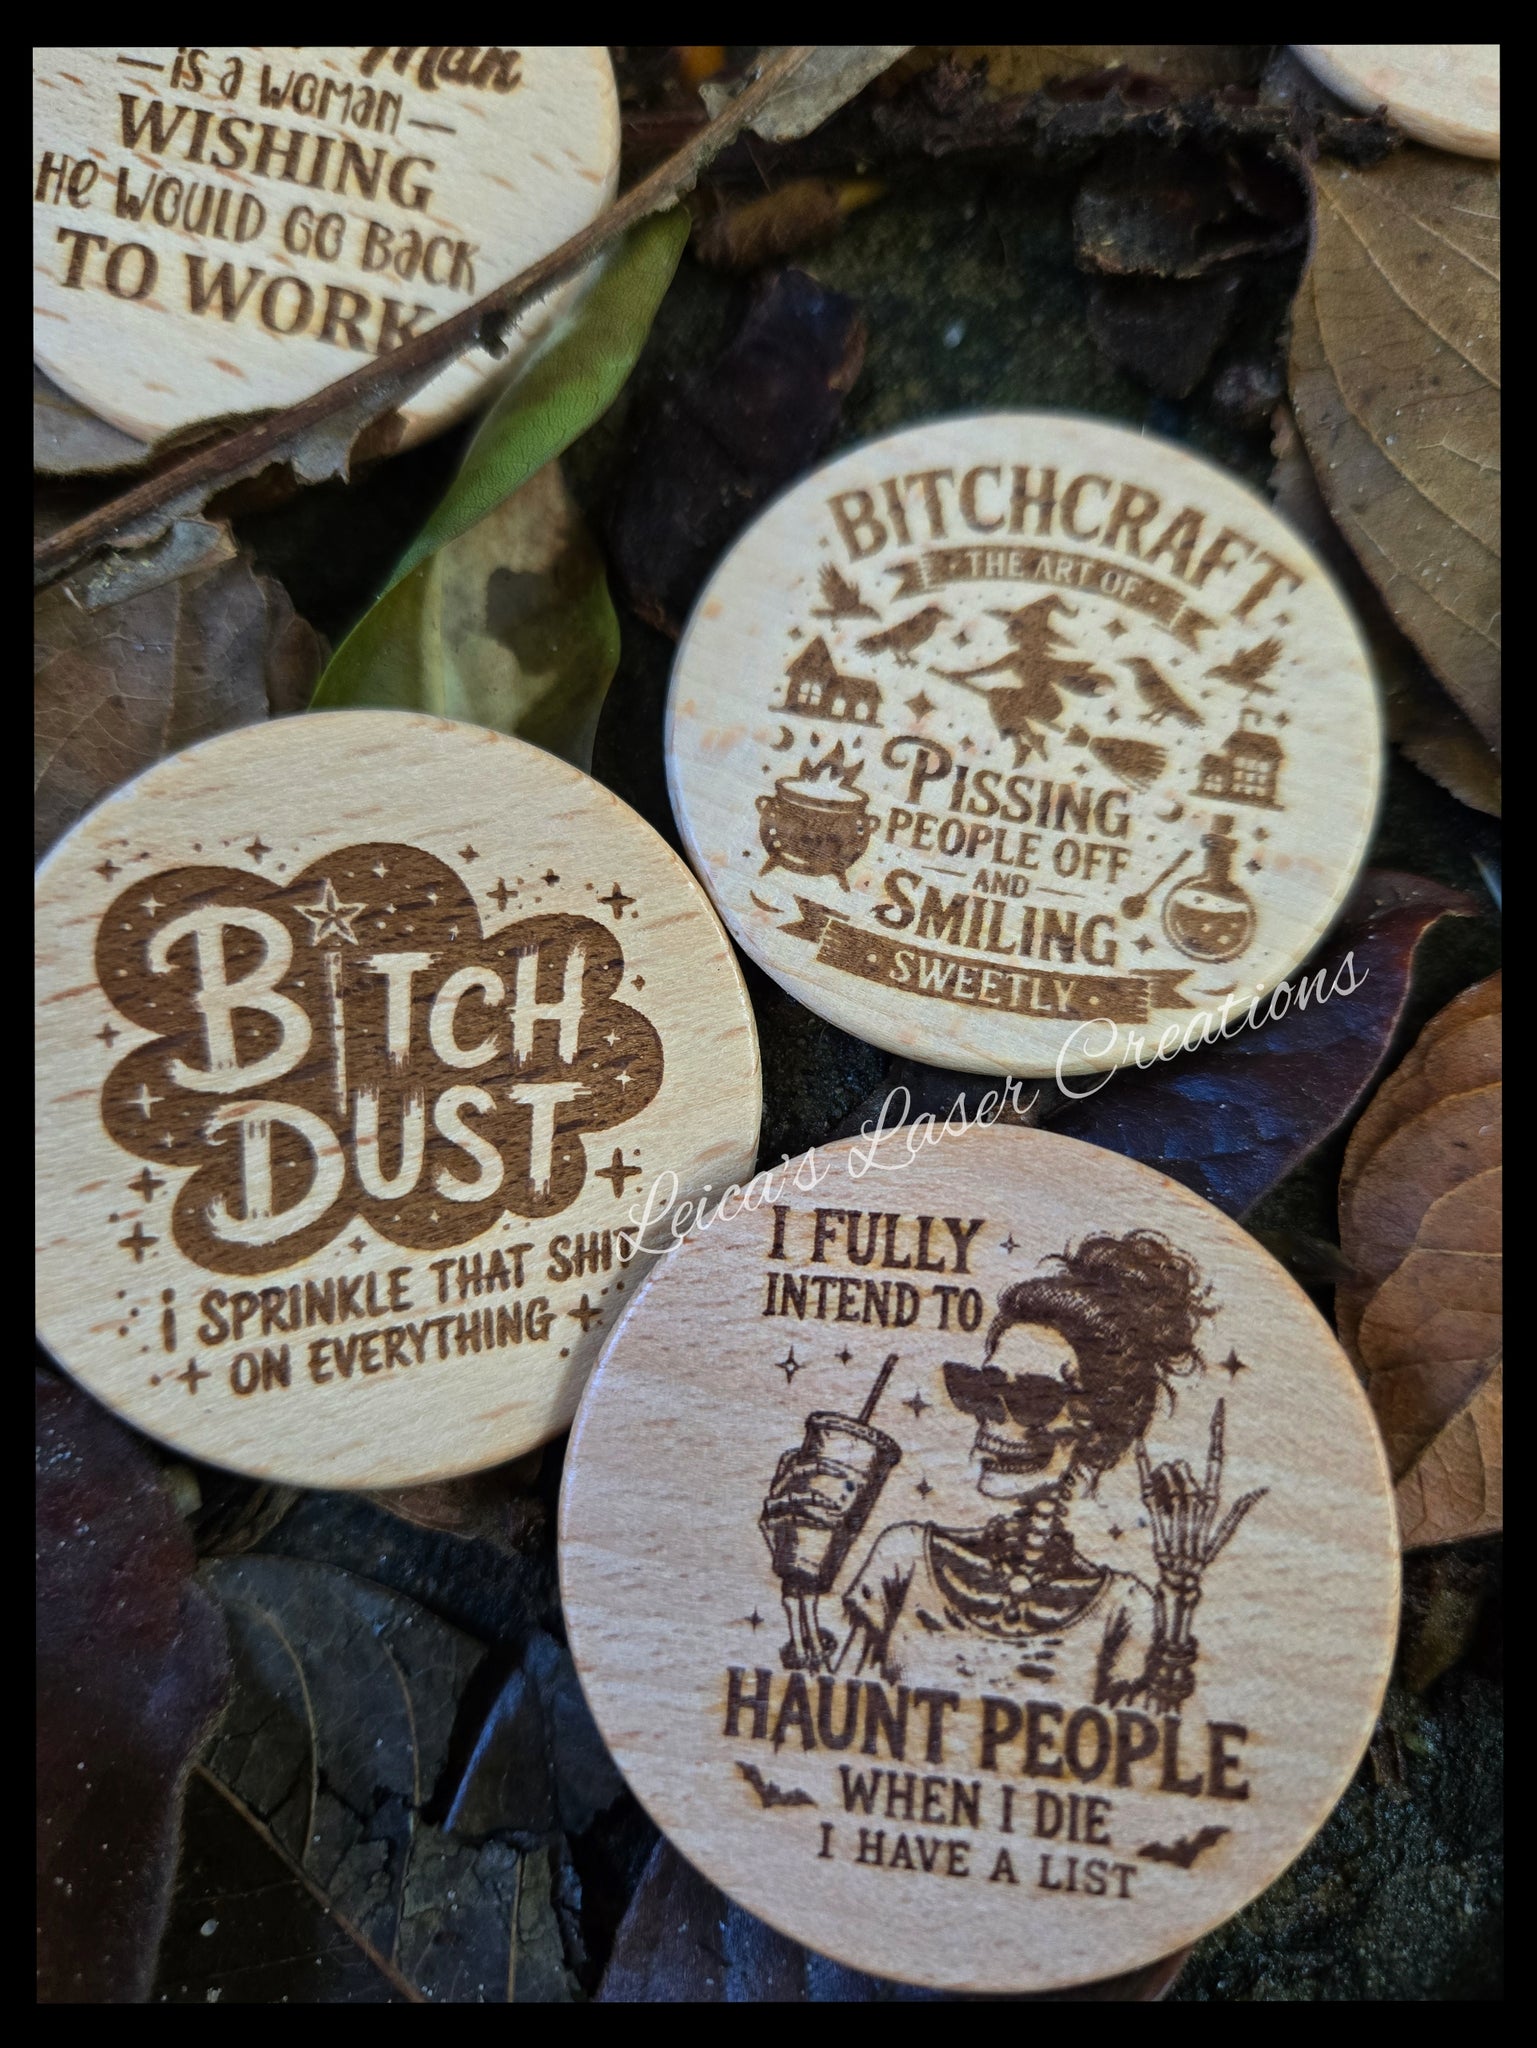 Man
—is a woman—
WISHING
He WOULD GO Back
TO WORK
BITCHCRAFT
· THE ART OF ·
PISSING
PEOPLE OFF
— AND —
SMILING
· SWEETLY ·
BITCH
DUST
i SPRINKLE THAT SHIT
ON EVERYTHING
Leica's Laser Creations
I FULLY
INTEND TO
HAUNT PEOPLE
WHEN I DIE
I HAVE A LIST